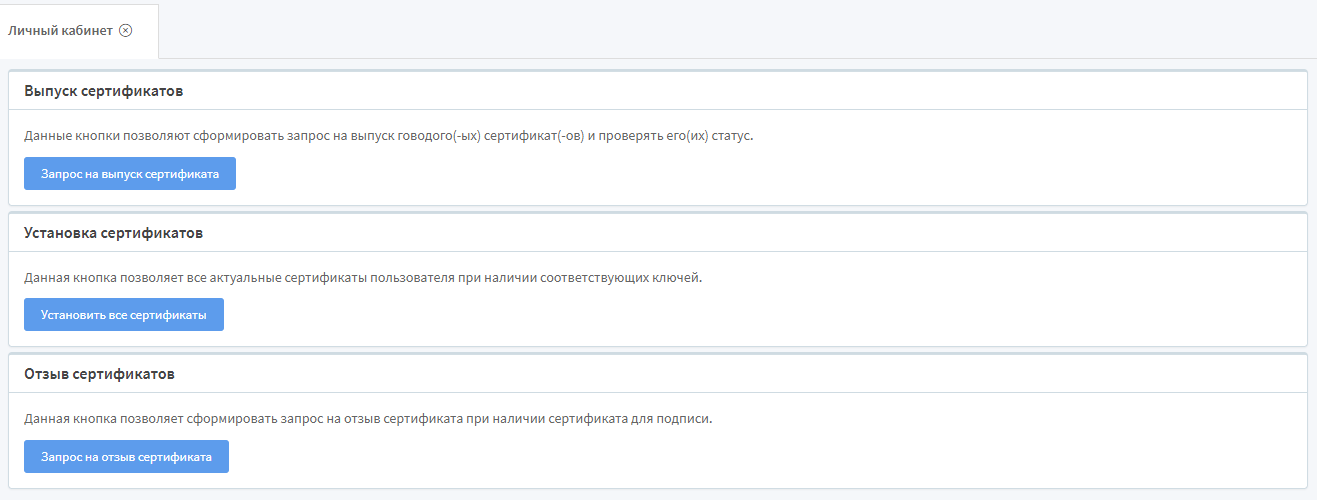 Личный кабинет
Выпуск сертификатов
Данные кнопки позволяют сформировать запрос на выпуск говодого(-ых) сертификат(-ов) и проверять его(их) статус.
Запрос на выпуск сертификата
Установка сертификатов
Данная кнопка позволяет все актуальные сертификаты пользователя при наличии соответствующих ключей.
Установить все сертификаты
Отзыв сертификатов
Данная кнопка позволяет сформировать запрос на отзыв сертификата при наличии сертификата для подписи.
Запрос на отзыв сертификата